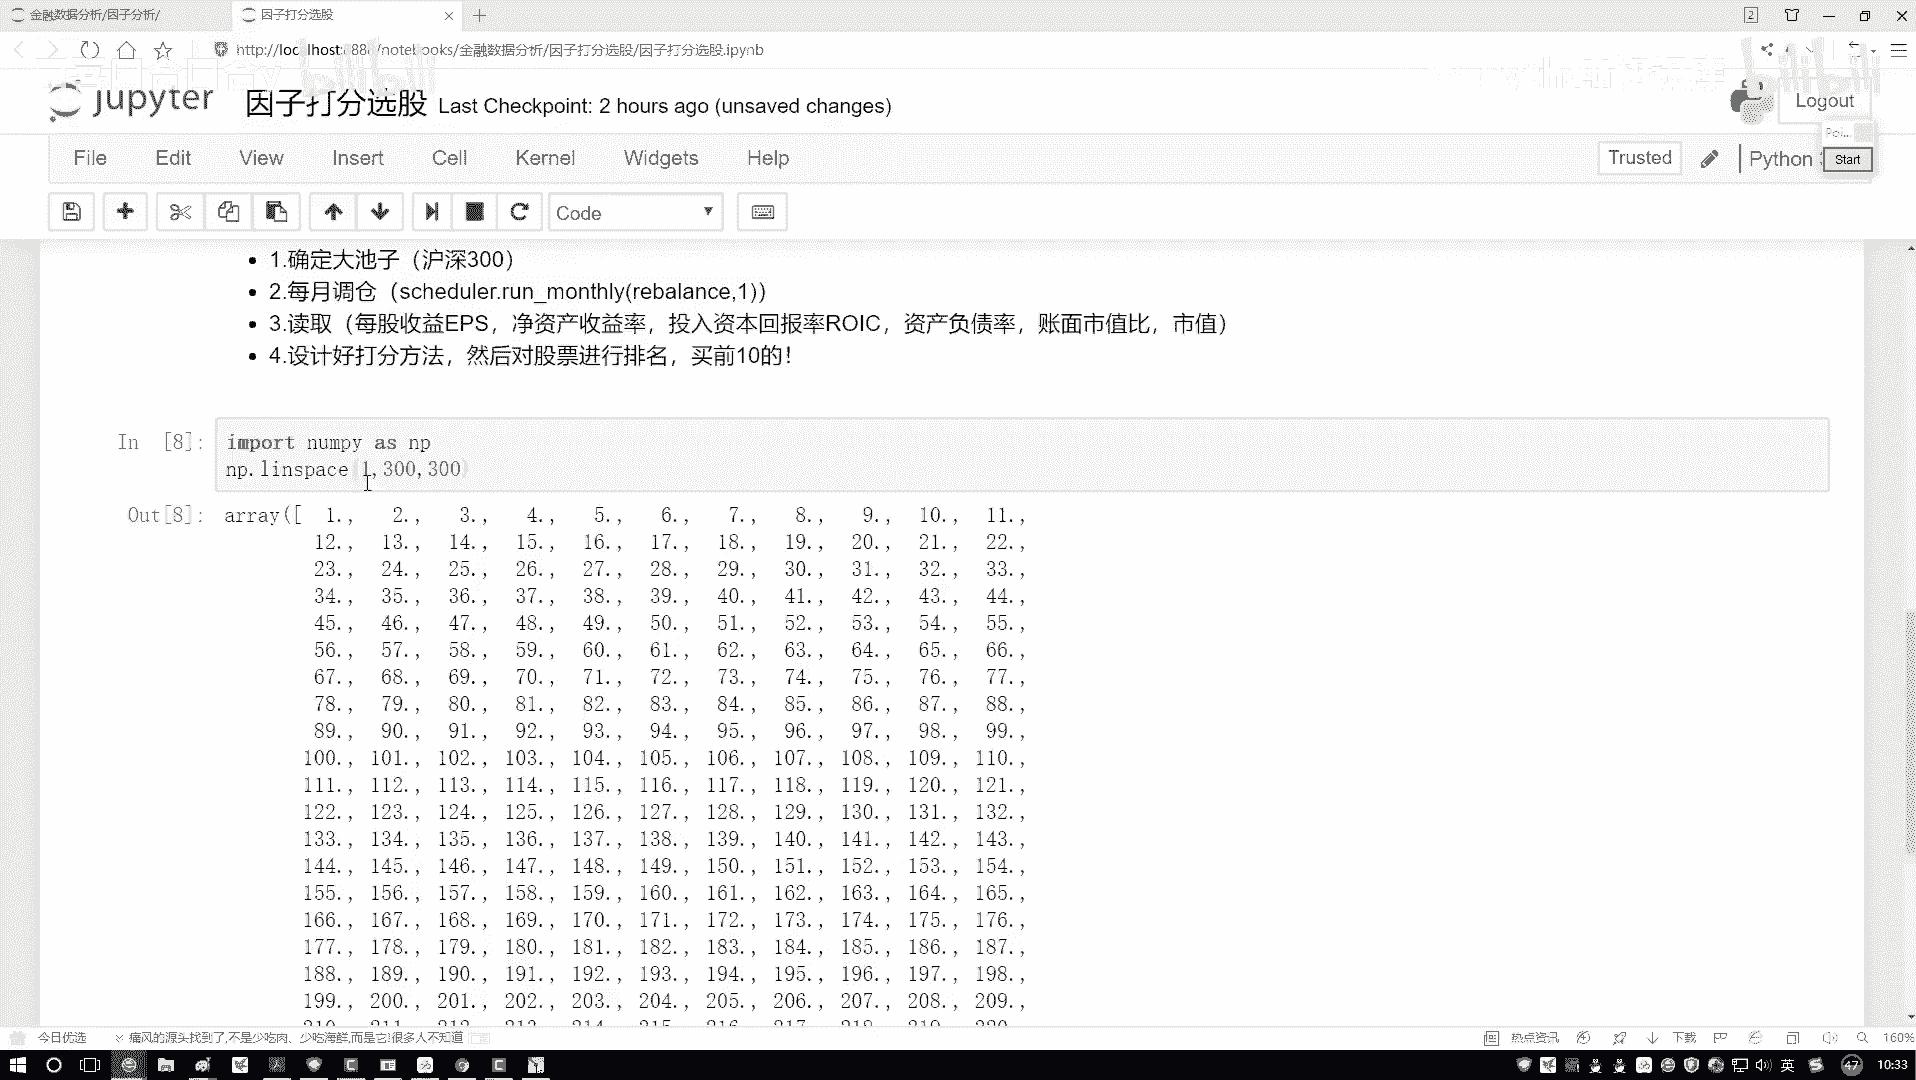 金融数据分析/因子分析/
因子打分选股
2
http://localhost:888/notebooks/金融数据分析/因子打分选股/因子打分选股.ipynb
bilibili
bilibili
jupyter 因子打分选股 Last Checkpoint: 2 hours ago (unsaved changes)
Logout
File Edit View Insert Cell Kernel Widgets Help
Trusted Python
Start
Code
1.确定大池子（沪深300）
2.每月调仓（scheduler.run_monthly(rebalance,1)）
3.读取（每股收益EPS，净资产收益率，投入资本回报率ROIC，资产负债率，账面市值比，市值）
4.设计好打分方法，然后对股票进行排名，买前10的！
In [8]: import numpy as np
np.linspace(1,300,300)
Out[8]: array([ 1., 2., 3., 4., 5., 6., 7., 8., 9., 10., 11.,
12., 13., 14., 15., 16., 17., 18., 19., 20., 21., 22.,
23., 24., 25., 26., 27., 28., 29., 30., 31., 32., 33.,
34., 35., 36., 37., 38., 39., 40., 41., 42., 43., 44.,
45., 46., 47., 48., 49., 50., 51., 52., 53., 54., 55.,
56., 57., 58., 59., 60., 61., 62., 63., 64., 65., 66.,
67., 68., 69., 70., 71., 72., 73., 74., 75., 76., 77.,
78., 79., 80., 81., 82., 83., 84., 85., 86., 87., 88.,
89., 90., 91., 92., 93., 94., 95., 96., 97., 98., 99.,
100., 101., 102., 103., 104., 105., 106., 107., 108., 109., 110.,
111., 112., 113., 114., 115., 116., 117., 118., 119., 120., 121.,
122., 123., 124., 125., 126., 127., 128., 129., 130., 131., 132.,
133., 134., 135., 136., 137., 138., 139., 140., 141., 142., 143.,
144., 145., 146., 147., 148., 149., 150., 151., 152., 153., 154.,
155., 156., 157., 158., 159., 160., 161., 162., 163., 164., 165.,
166., 167., 168., 169., 170., 171., 172., 173., 174., 175., 176.,
177., 178., 179., 180., 181., 182., 183., 184., 185., 186., 187.,
188., 189., 190., 191., 192., 193., 194., 195., 196., 197., 198.,
199., 200., 201., 202., 203., 204., 205., 206., 207., 208., 209.,
210., 211., 212., 213., 214., 215., 216., 217., 218., 219., 220.,
今日优选 痛风的源头找到了,不是少吃肉、少吃海鲜,而是它!很多人不知道
热点资讯 下载 160%
英 47 10:33